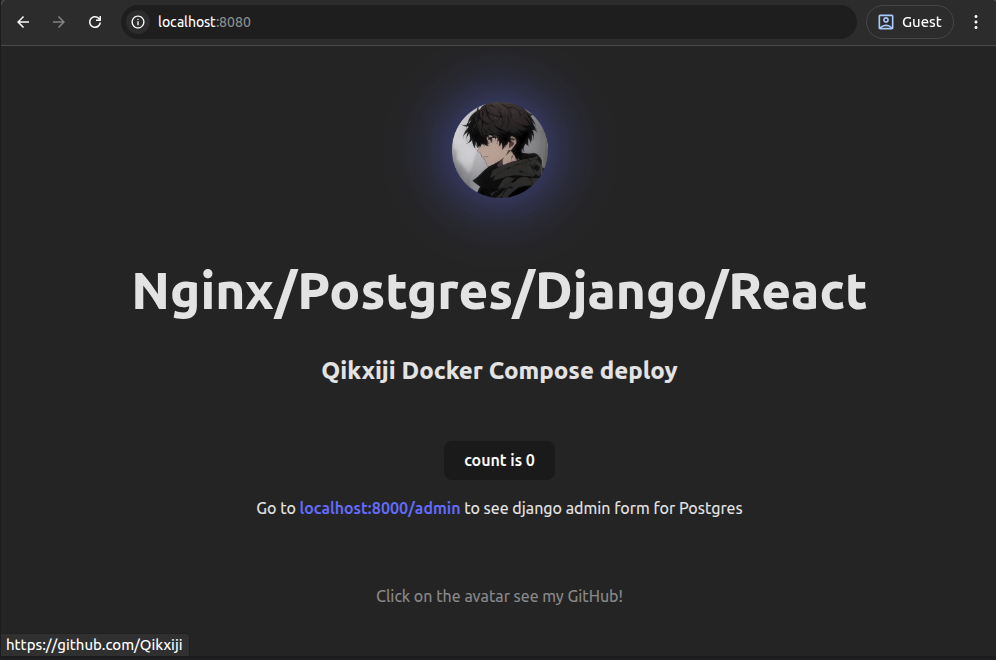 localhost:8080
Guest
Nginx/Postgres/Django/React
Qikxiji Docker Compose deploy
count is 0
Go to localhost:8000/admin to see django admin form for Postgres
Click on the avatar see my GitHub!
https://github.com/Qikxiji